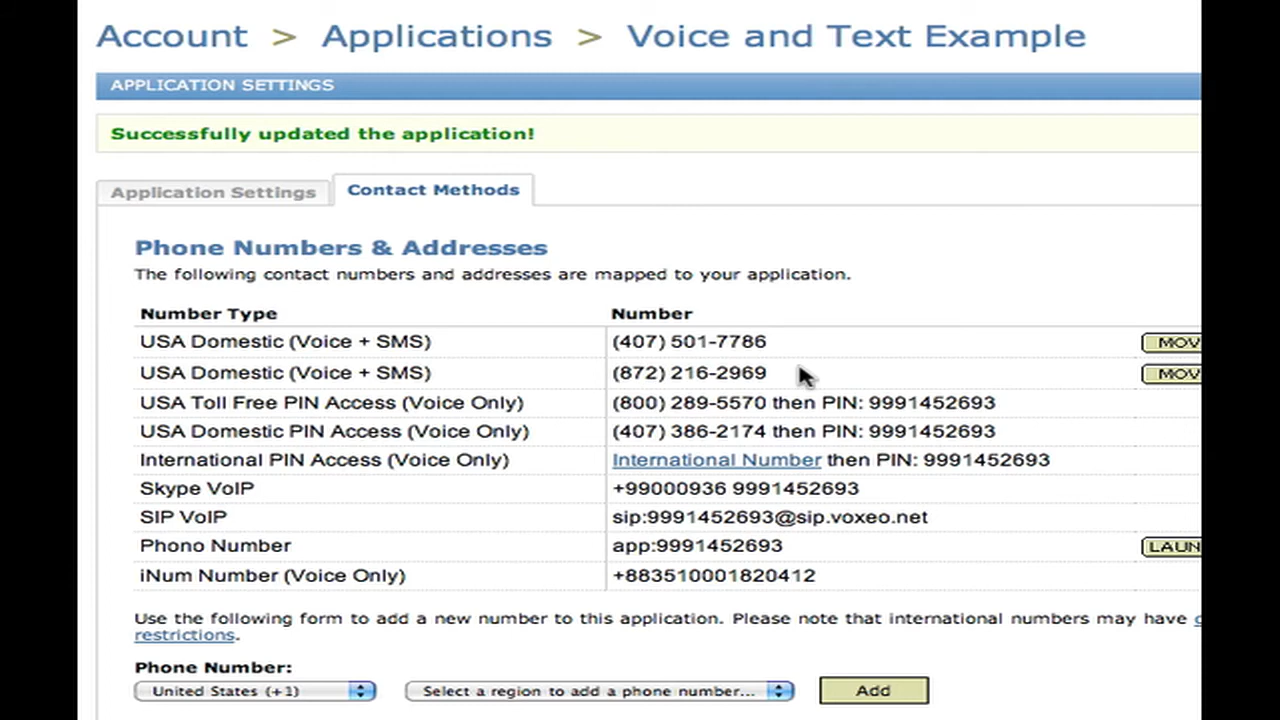 Account > Applications > Voice and Text Example
APPLICATION SETTINGS
Successfully updated the application!
Application Settings Contact Methods
Phone Numbers & Addresses
The following contact numbers and addresses are mapped to your application.
Number Type Number
USA Domestic (Voice + SMS) (407) 501-7786 MOV
USA Domestic (Voice + SMS) (872) 216-2969 MOV
USA Toll Free PIN Access (Voice Only) (800) 289-5570 then PIN: 9991452693
USA Domestic PIN Access (Voice Only) (407) 386-2174 then PIN: 9991452693
International PIN Access (Voice Only) International Number then PIN: 9991452693
Skype VoIP +99000936 9991452693
SIP VoIP sip:9991452693@sip.voxeo.net
Phono Number app:9991452693 LAUN
iNum Number (Voice Only) +883510001820412
Use the following form to add a new number to this application. Please note that international numbers may have
restrictions.
Phone Number:
United States (+1) Select a region to add a phone number... Add